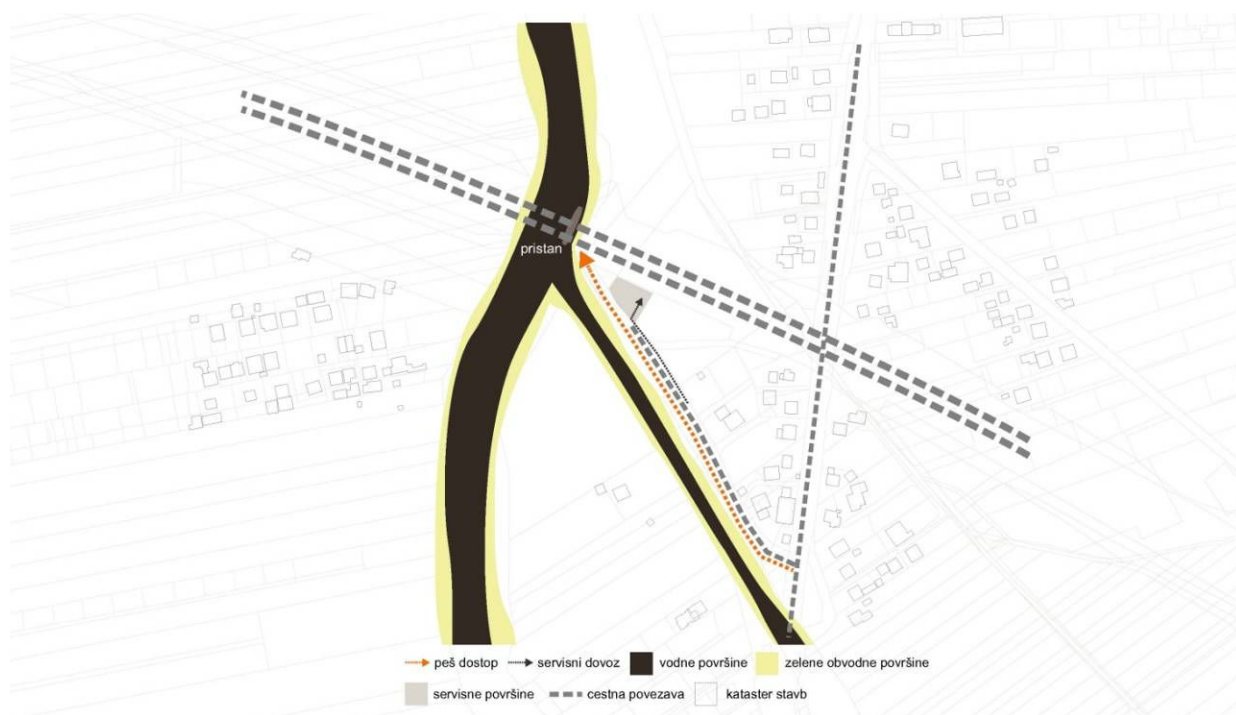 pristan
peš dostop servisni dovoz vodne površine zelene obvodne površine
servisne površine cestna povezava kataster stavb